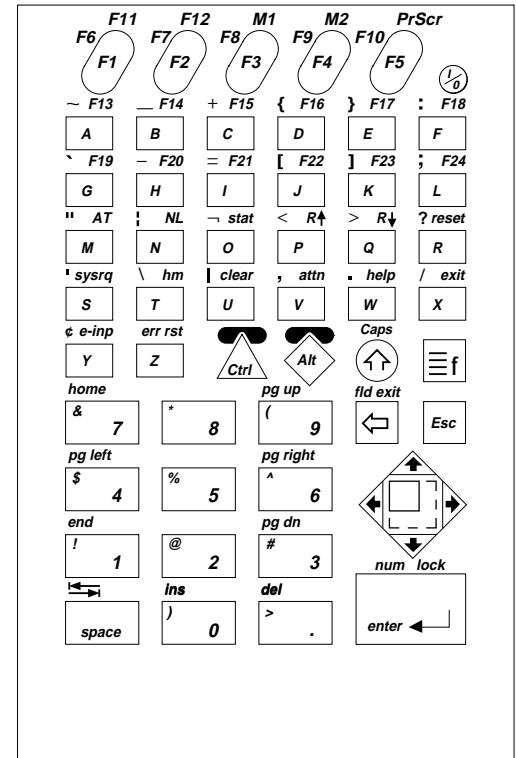 F11 F12 M1 M2 PrScr
F6 F7 F8 F9 F10
F1 F2 F3 F4 F5
I/0
~ F13 __ F14 + F15 { F16 } F17 : F18
A B C D E F
` F19 – F20 = F21 [ F22 ] F23 ; F24
G H I J K L
" AT ¦ NL ¬ stat < R↑ > R↓ ? reset
M N O P Q R
' sysrq \ hm | clear , attn . help / exit
S T U V W X
¢ e-inp err rst Caps
Y Z Ctrl Alt f
home pg up fld exit
& 7 * 8 ( 9 Esc
pg left pg right
$ 4 % 5 ^ 6
end pg dn
! 1 @ 2 # 3
num lock
ins del
space ) 0 > . enter